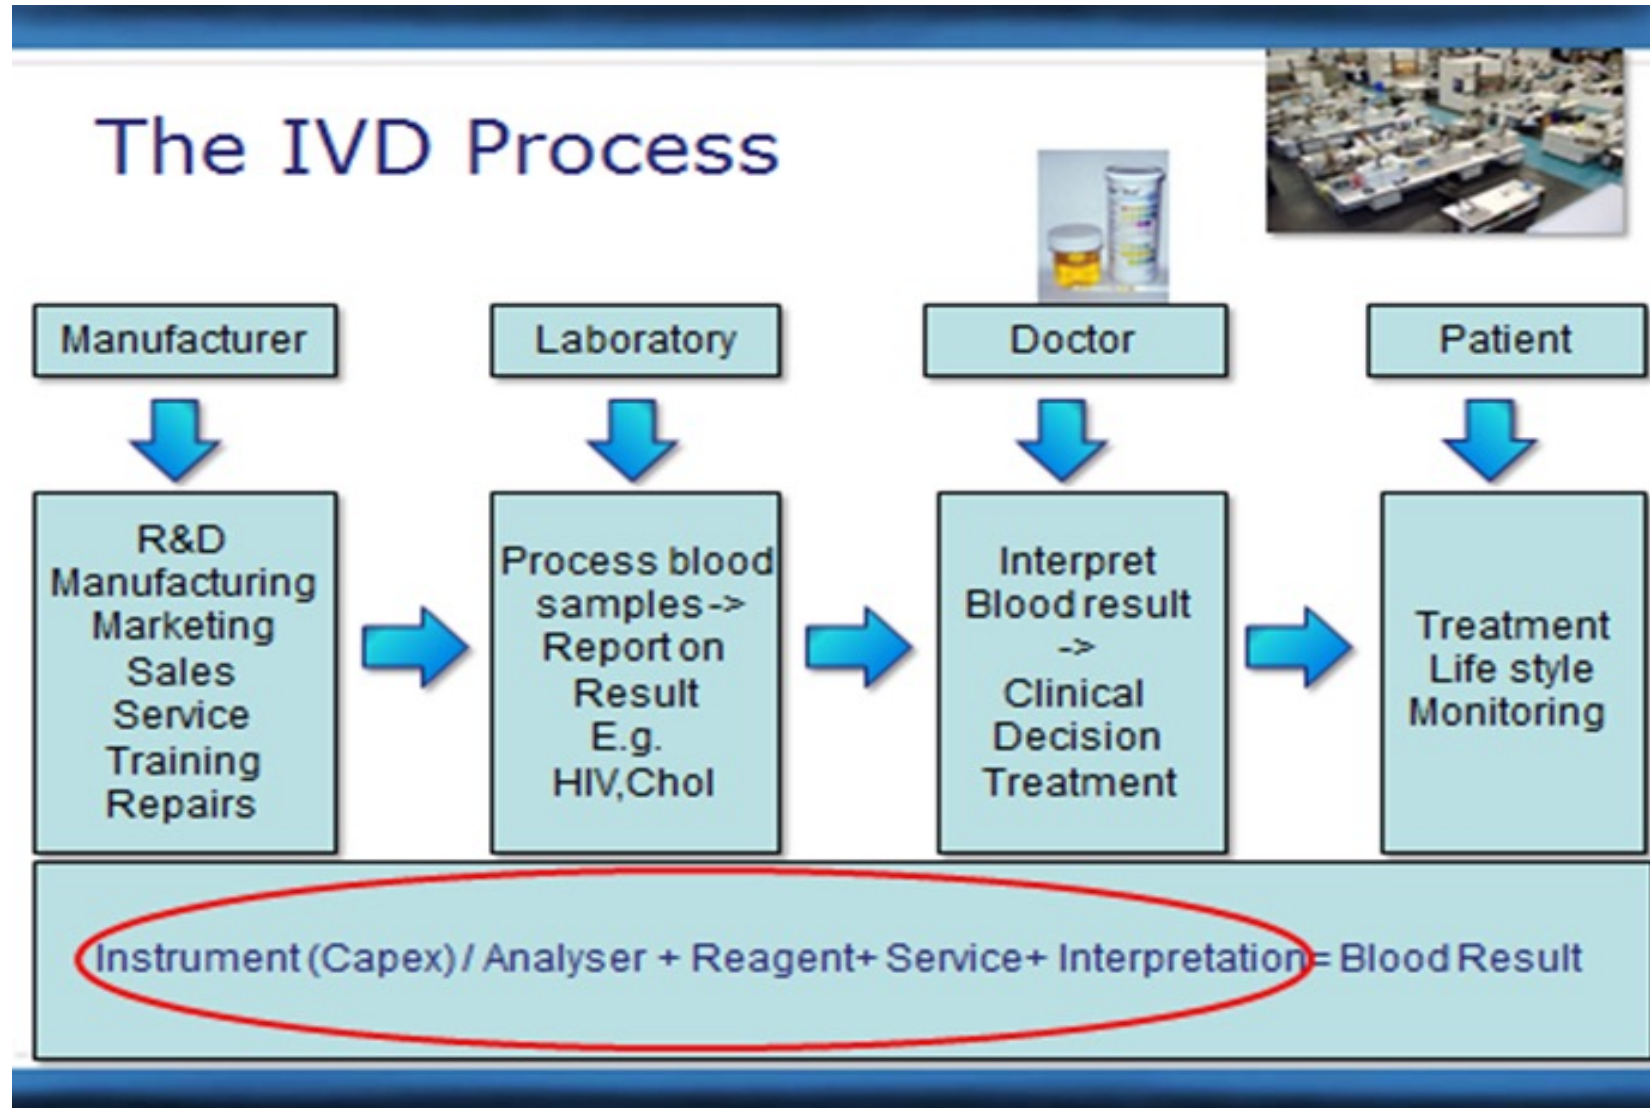 The IVD Process
Manufacturer
Laboratory
Doctor
Patient
R&D
Manufacturing
Marketing
Sales
Service
Training
Repairs
Process blood
samples->
Report on
Result
E.g.
HIV,Chol
Interpret
Blood result
->
Clinical
Decision
Treatment
Treatment
Life style
Monitoring
Instrument (Capex) / Analyser + Reagent+ Service+ Interpretation= Blood Result